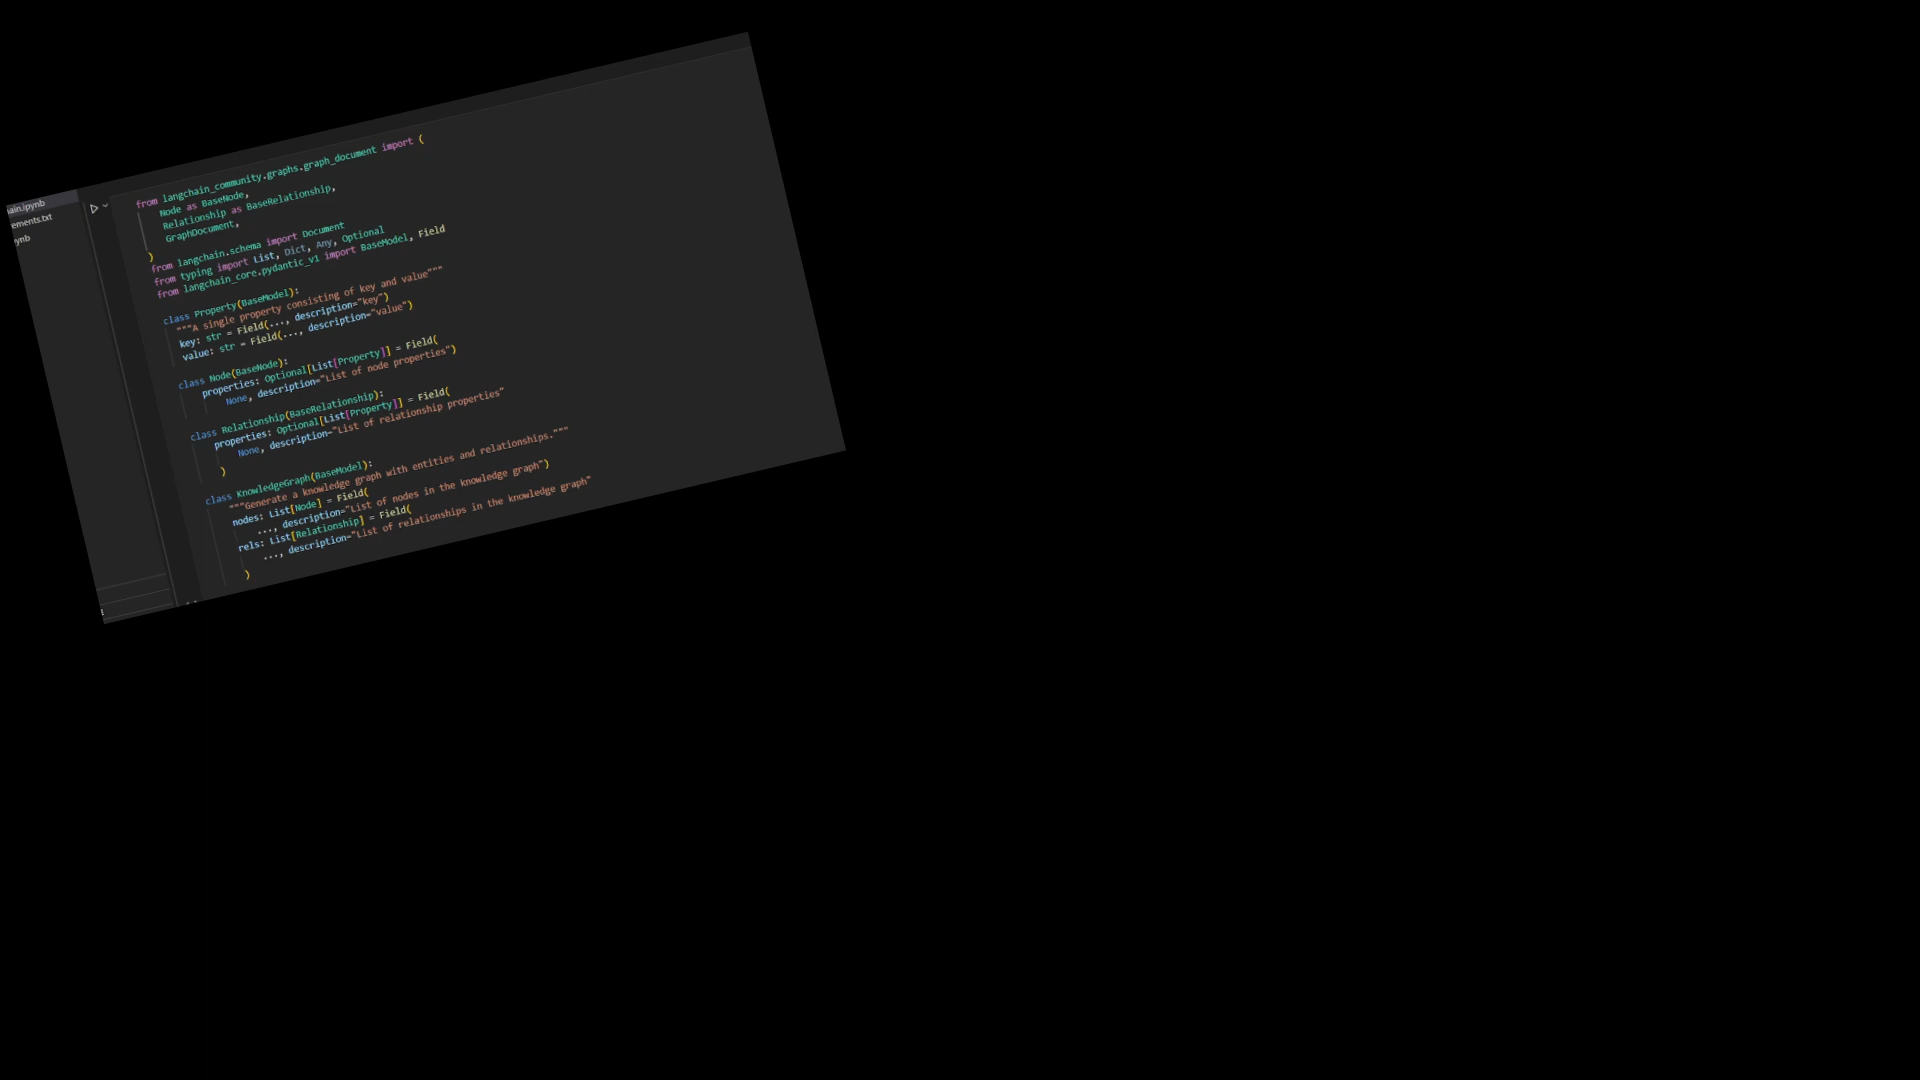 ain.ipynb
ements.txt
ynb
from langchain_community.graphs.graph_document import (
    Node as BaseNode,
    Relationship as BaseRelationship,
    GraphDocument,
)
from langchain.schema import Document
from typing import List, Dict, Any, Optional
from langchain_core.pydantic_v1 import BaseModel, Field
class Property(BaseModel):
    """A single property consisting of key and value"""
    key: str = Field(..., description="key")
    value: str = Field(..., description="value")
class Node(BaseNode):
    properties: Optional[List[Property]] = Field(
        None, description="List of node properties")
class Relationship(BaseRelationship):
    properties: Optional[List[Property]] = Field(
        None, description="List of relationship properties"
    )
class KnowledgeGraph(BaseModel):
    """Generate a knowledge graph with entities and relationships."""
    nodes: List[Node] = Field(
        ..., description="List of nodes in the knowledge graph")
    rels: List[Relationship] = Field(
        ..., description="List of relationships in the knowledge graph"
    )